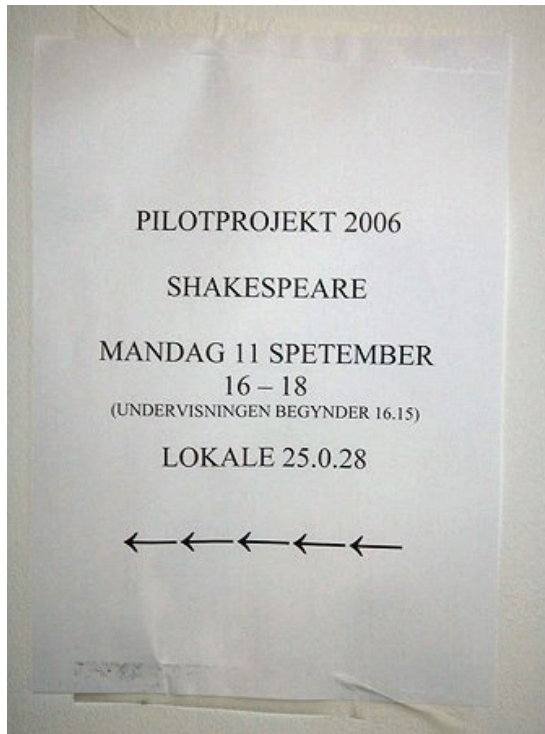 PILOTPROJEKT 2006
SHAKESPEARE
MANDAG 11 SPETEMBER
16 – 18
(UNDERVISNINGEN BEGYNDER 16.15)
LOKALE 25.0.28
←←←←←